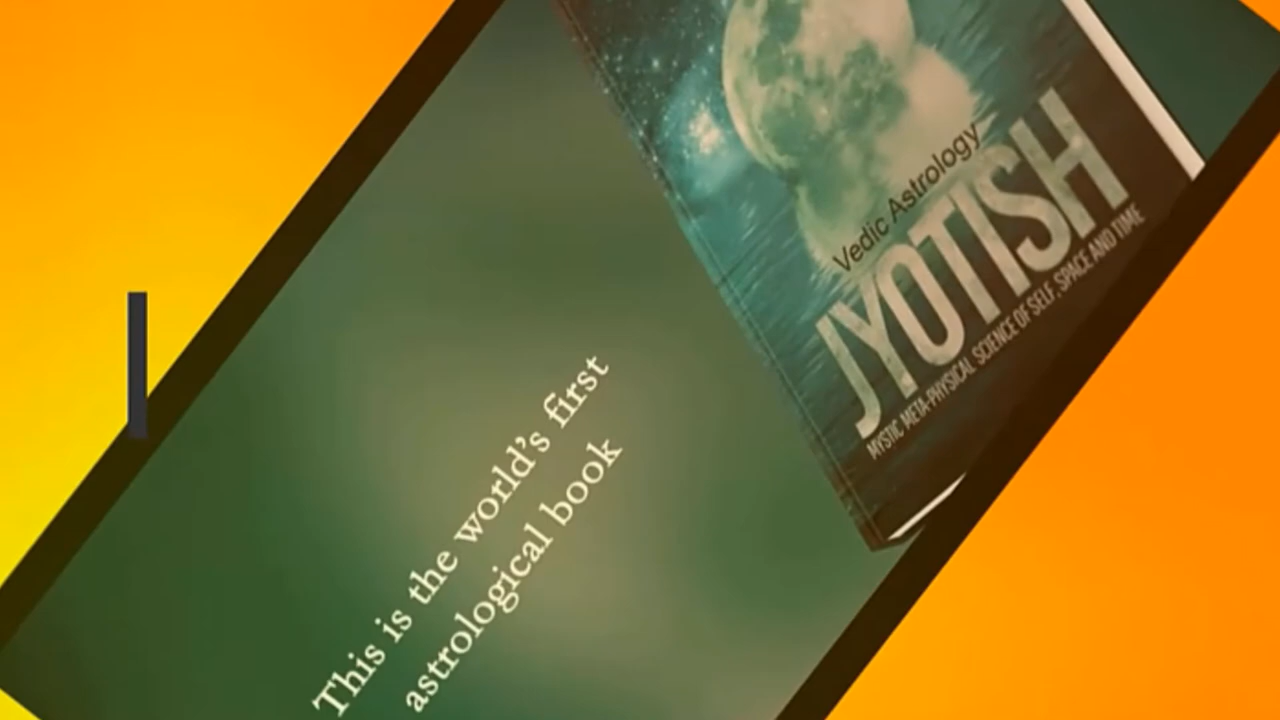 Vedic Astrology
JYOTISH
MYSTIC META-PHYSICAL SCIENCE OF SELF, SPACE AND TIME
This is the world's first
astrological book